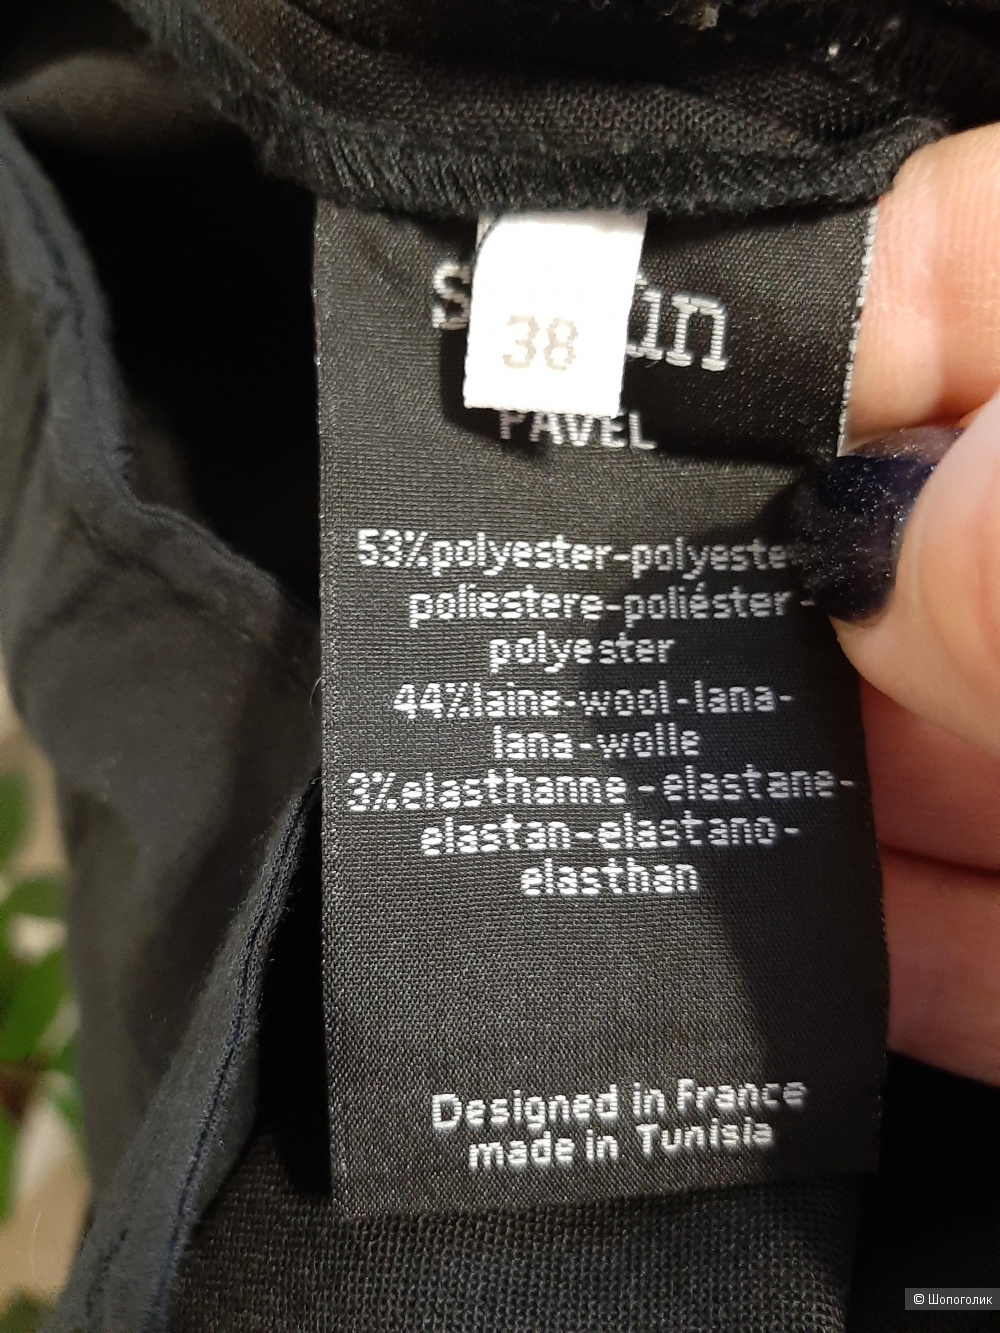 38
PAVEL
53%polyester-polyester
poliestere-poliéster-
polyester
44%laine-wool-lana-
lana-wolle
3%elasthanne-elastane-
elastan-elastano-
elasthan
Designed in France
made in Tunisia
© Шопоголик